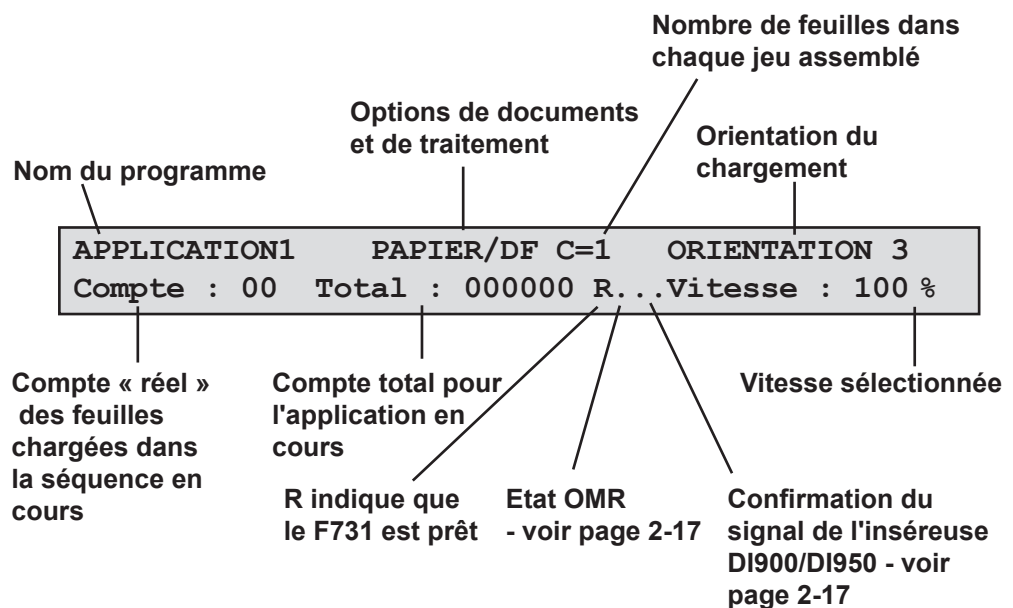 Nombre de feuilles dans
chaque jeu assemblé
Options de documents
et de traitement
Orientation du
chargement
Nom du programme
APPLICATION1 PAPIER/DF C=1 ORIENTATION 3
Compte : 00 Total : 000000 R...Vitesse : 100 %
Compte « réel »
des feuilles
chargées dans
la séquence en
cours
Compte total pour
l'application en
cours
Vitesse sélectionnée
R indique que
le F731 est prêt
Etat OMR
- voir page 2-17
Confirmation du
signal de l'inséreuse
DI900/DI950 - voir
page 2-17